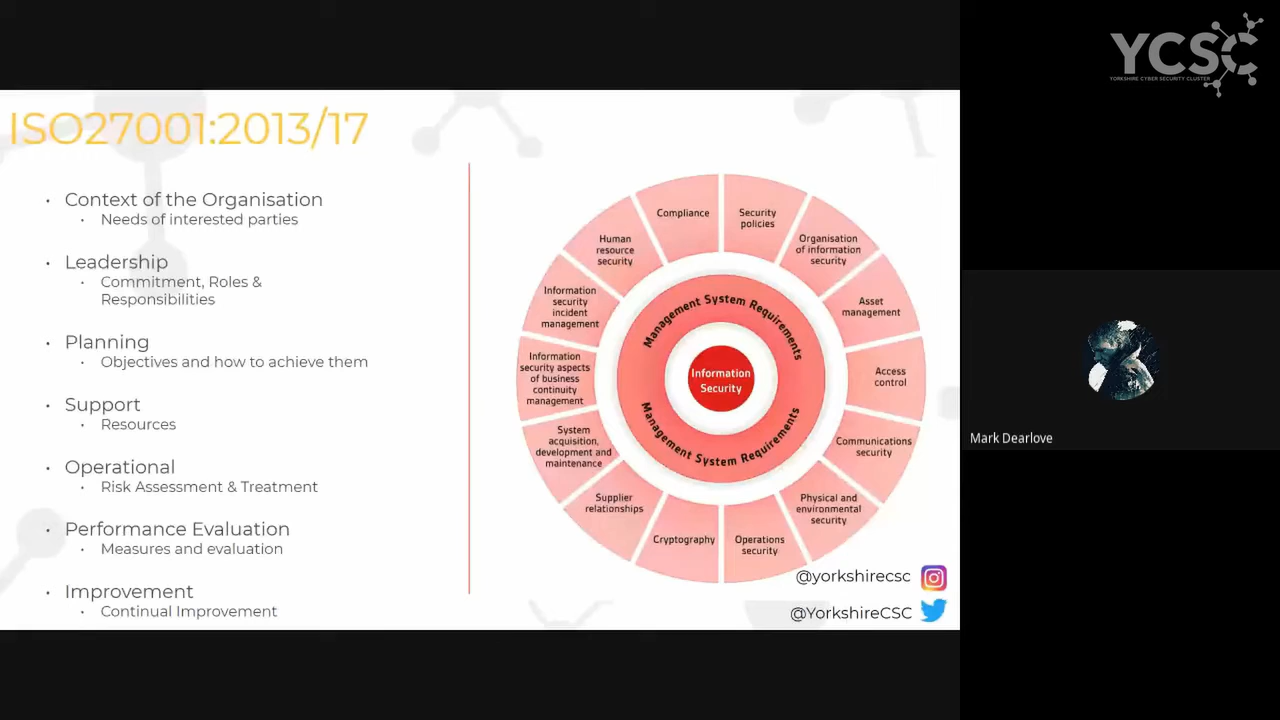 ISO27001:2013/17
• Context of the Organisation
• Needs of interested parties
• Leadership
• Commitment, Roles &
Responsibilities
• Planning
• Objectives and how to achieve them
• Support
• Resources
• Operational
• Risk Assessment & Treatment
• Performance Evaluation
• Measures and evaluation
• Improvement
• Continual Improvement
Compliance
Security
policies
Organisation
of information
security
Asset
management
Access
control
Communications
security
Physical and
environmental
security
Operations
security
Cryptography
Supplier
relationships
System
acquisition,
development and
maintenance
Information
security aspects
of business
continuity
management
Information
security
incident
management
Human
resource
security
Management System Requirements
Information
Security
Management System Requirements
@yorkshirecsc
@YorkshireCSC
YCSC
YORKSHIRE CYBER SECURITY CLUSTER
Mark Dearlove